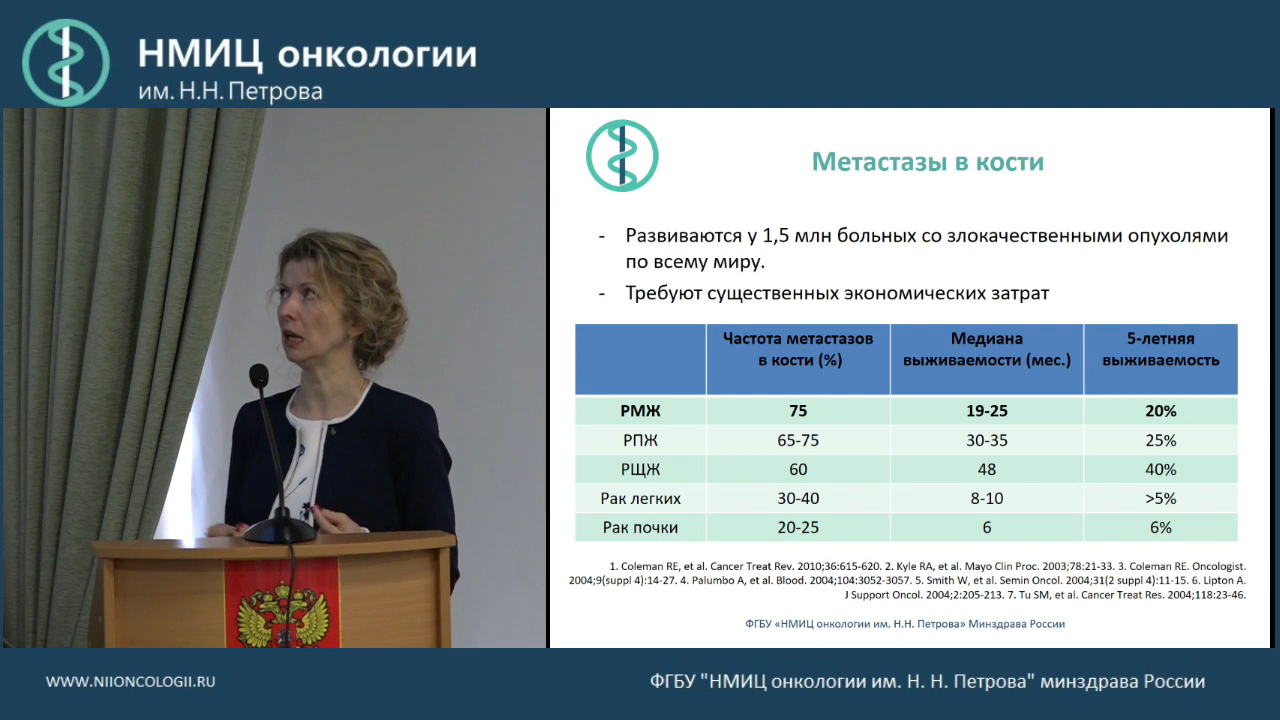 НМИЦ онкологии
им. Н.Н. Петрова
Метастазы в кости
- Развиваются у 1,5 млн больных со злокачественными опухолями
по всему миру.
- Требуют существенных экономических затрат
Частота метастазов
в кости (%)
Медиана
выживаемости (мес.)
5-летняя
выживаемость
РМЖ 75 19-25 20%
РПЖ 65-75 30-35 25%
РЩЖ 60 48 40%
Рак легких 30-40 8-10 >5%
Рак почки 20-25 6 6%
1. Coleman RE, et al. Cancer Treat Rev. 2010;36:615-620. 2. Kyle RA, et al. Mayo Clin Proc. 2003;78:21-33. 3. Coleman RE. Oncologist.
2004;9(suppl 4):14-27. 4. Palumbo A, et al. Blood. 2004;104:3052-3057. 5. Smith W, et al. Semin Oncol. 2004;31(2 suppl 4):11-15. 6. Lipton A.
J Support Oncol. 2004;2:205-213. 7. Tu SM, et al. Cancer Treat Res. 2004;118:23-46.
ФГБУ «НМИЦ онкологии им. Н.Н. Петрова» Минздрава России
WWW.NIIONCOLOGII.RU
ФГБУ "НМИЦ онкологии им. Н. Н. Петрова" минздрава России